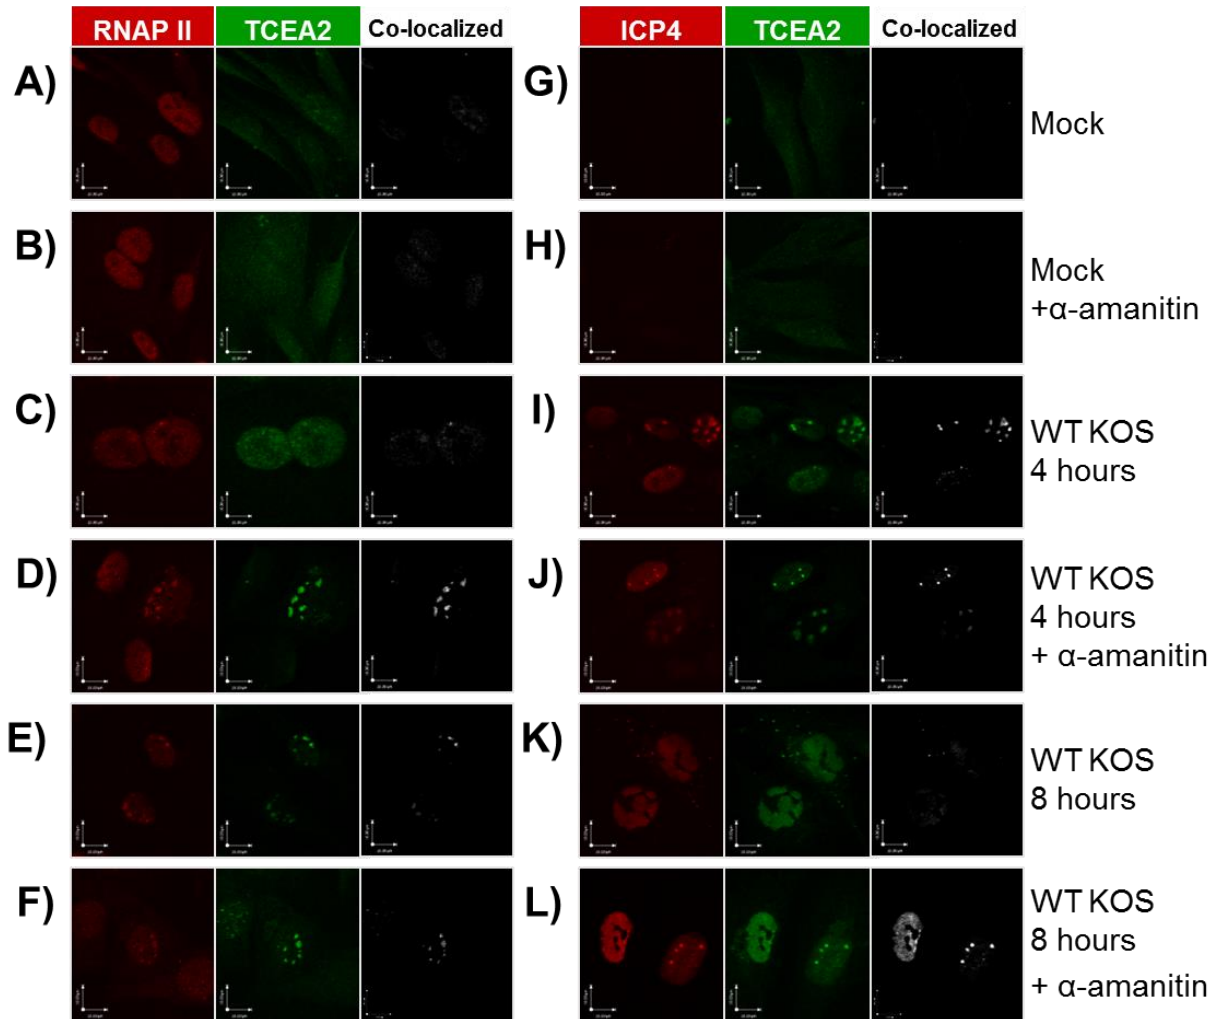 RNAP II TCEA2 Co-localized ICP4 TCEA2 Co-localized
A) G) Mock
B) H) Mock
+α-amanitin
C) I) WT KOS
4 hours
D) J) WT KOS
4 hours
+ α-amanitin
E) K) WT KOS
8 hours
F) L) WT KOS
8 hours
+ α-amanitin